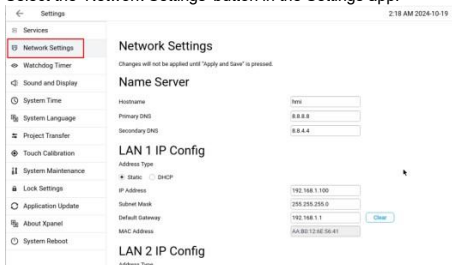 Select the 'Network Settings' button in the Settings app.
Settings
2:18 AM 2024-10-19
Services
Network Settings
Watchdog Timer
Sound and Display
System Time
System Language
Project Transfer
Touch Calibration
System Maintenance
Lock Settings
Application Update
About Xpanel
System Reboot
Network Settings
Changes will not be applied until "Apply and Save" is pressed.
Name Server
Hostname hmi
Primary DNS 8.8.8.8
Secondary DNS 8.8.4.4
LAN 1 IP Config
Address Type
Static DHCP
IP Address 192.168.1.100
Subnet Mask 255.255.255.0
Default Gateway 192.168.1.1 Clear
MAC Address AA:B0:12:6E:56:41
LAN 2 IP Config